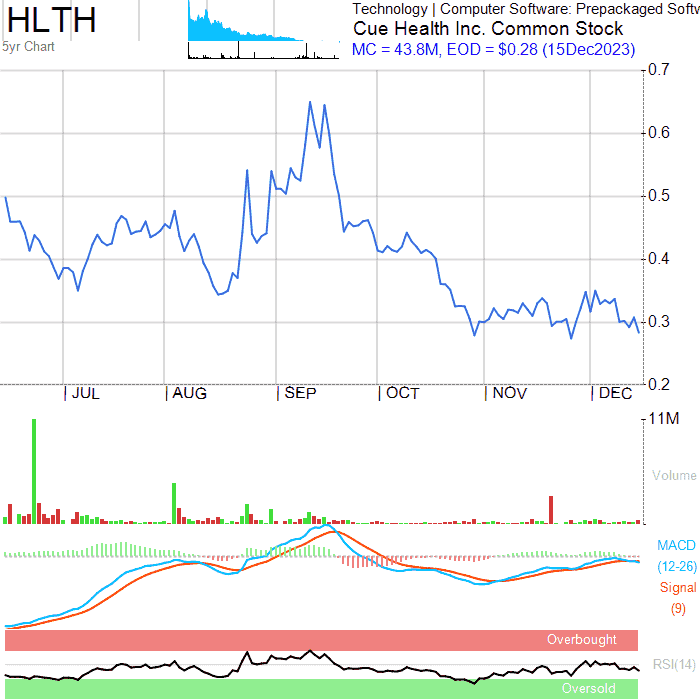 HLTH
5yr Chart
Technology | Computer Software: Prepackaged Softw
Cue Health Inc. Common Stock
MC = 43.8M, EOD = $0.28 (15Dec2023)
0.7
0.6
0.5
0.4
0.3
0.2
JUL AUG SEP OCT NOV DEC
11M
Volume
MACD
(12-26)
Signal
(9)
Overbought
RSI(14)
Oversold